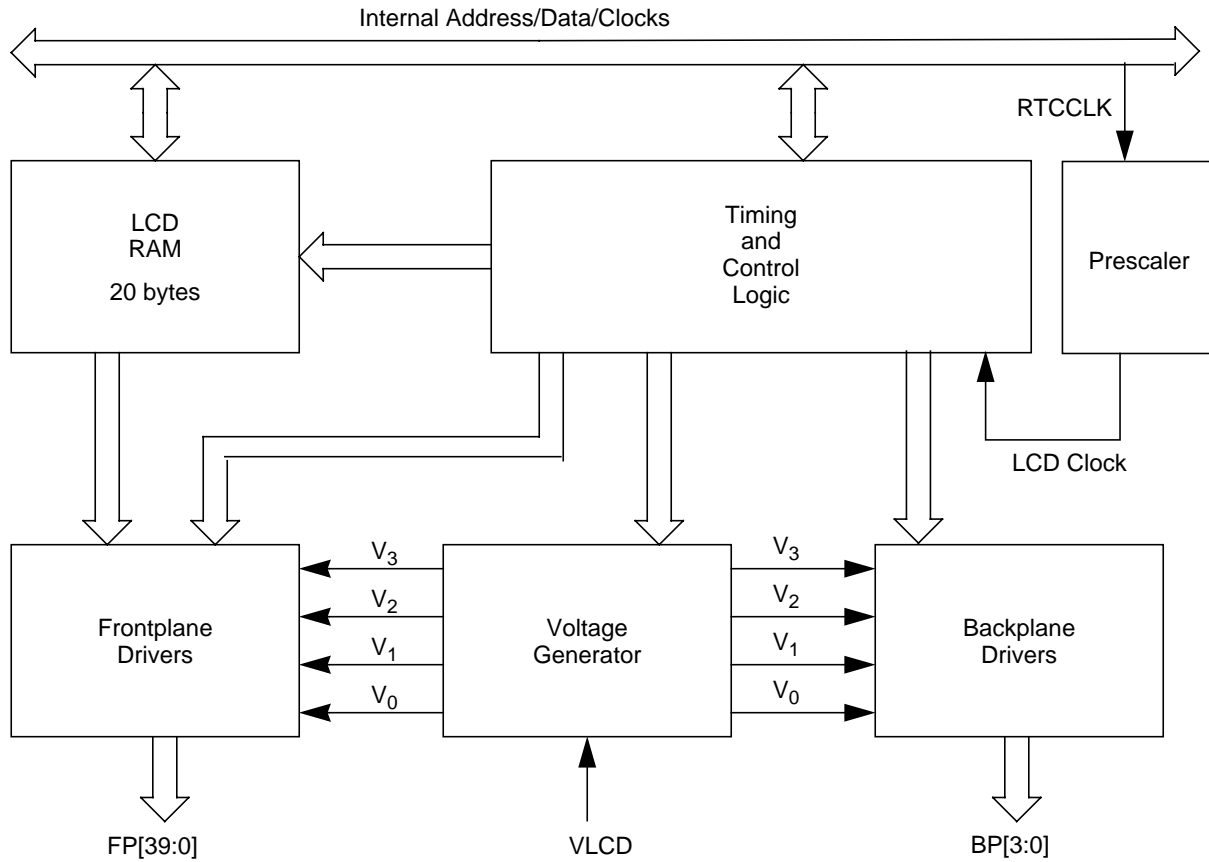 Internal Address/Data/Clocks
RTCCLK
LCD
RAM
20 bytes
Timing
and
Control
Logic
Prescaler
LCD Clock
V3
V2
V1
V0
V3
V2
V1
V0
Frontplane
Drivers
Voltage
Generator
Backplane
Drivers
FP[39:0]
VLCD
BP[3:0]